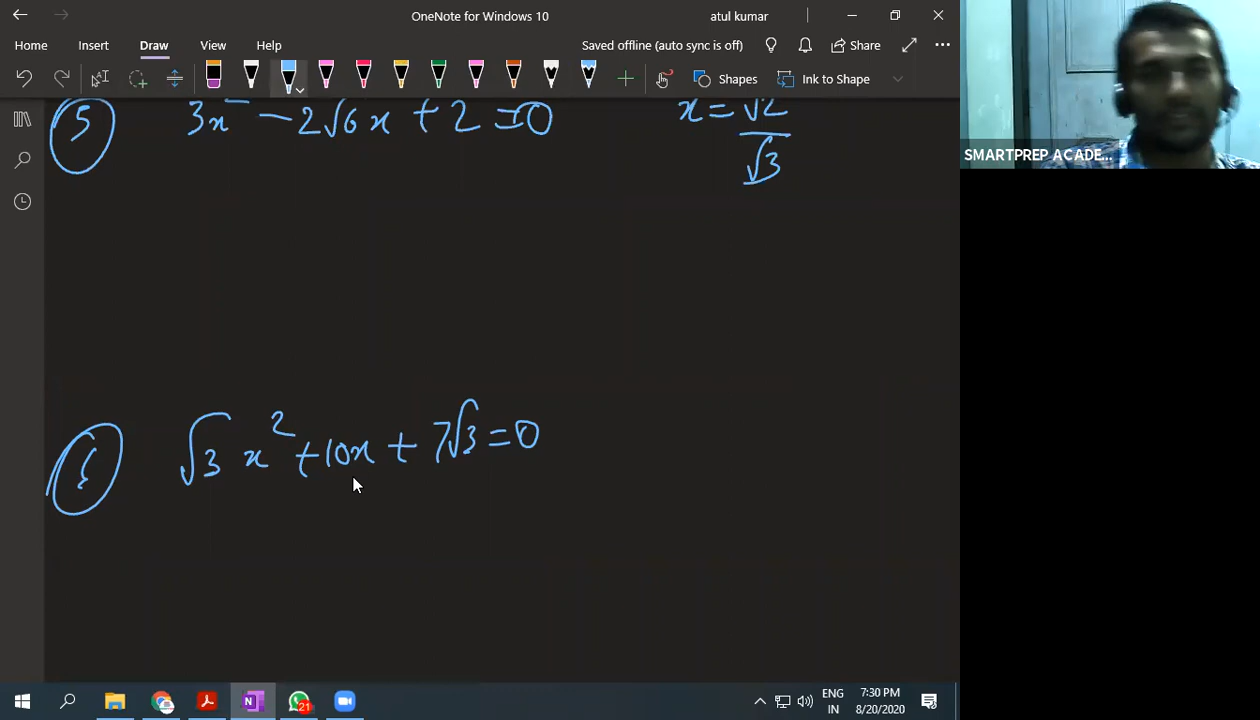 OneNote for Windows 10
atul kumar
Home Insert Draw View Help
Saved offline (auto sync is off)
Share
Shapes
Ink to Shape
5 3x² - 2√6x + 2 = 0
x = √2/√3
SMARTPREP ACADE...
√3 x² + 10x + 7√3 = 0
21
ENG
IN
7:30 PM
8/20/2020